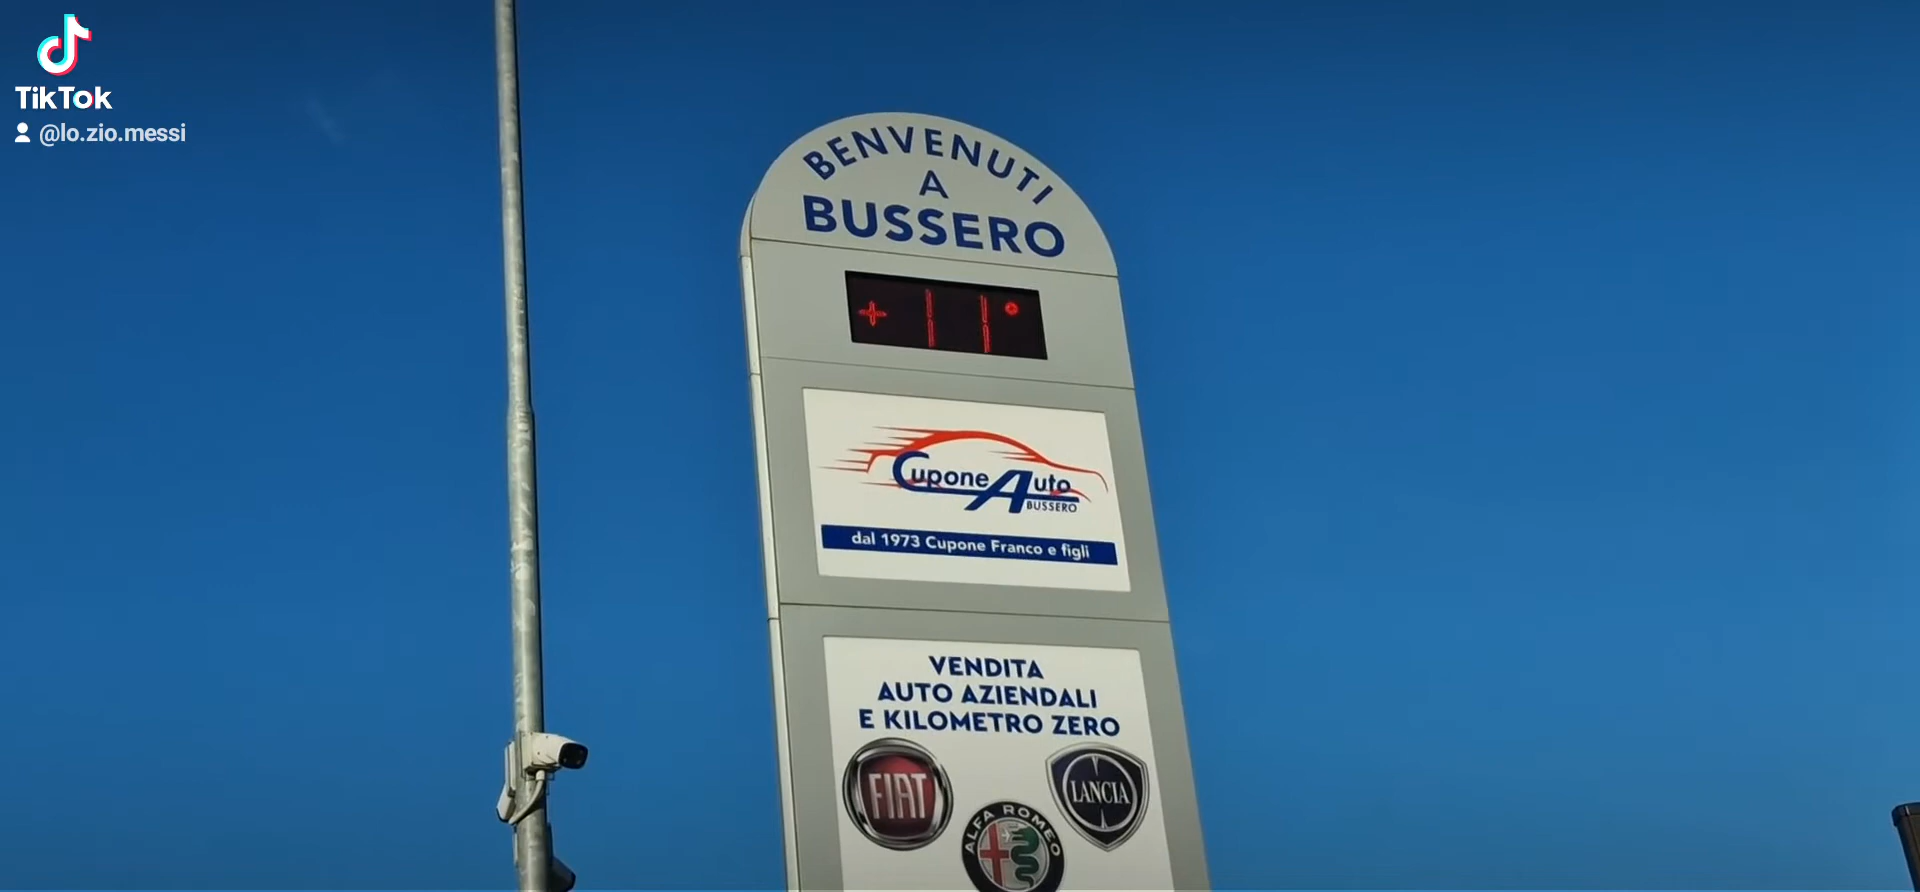 TikTok
@lo.zio.messi
BENVENUTI
A
BUSSERO
+11°
Cupone Auto
BUSSERO
dal 1973 Cupone Franco e figli
VENDITA
AUTO AZIENDALI
E KILOMETRO ZERO
FIAT
LANCIA
ALFA ROMEO